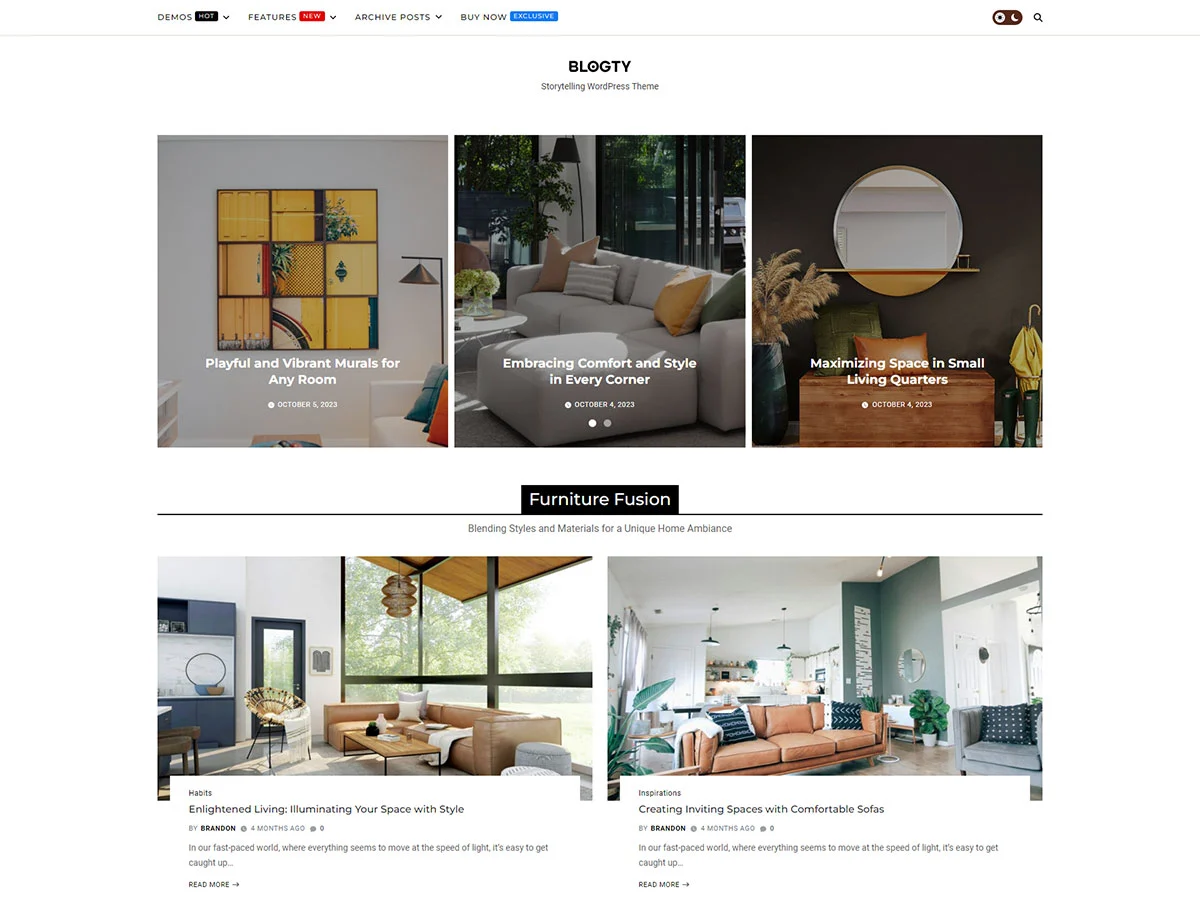 DEMOS HOT FEATURES NEW ARCHIVE POSTS BUY NOW EXCLUSIVE
BLOGTY
Storytelling WordPress Theme
Playful and Vibrant Murals for
Any Room
OCTOBER 5, 2023
Embracing Comfort and Style
in Every Corner
OCTOBER 4, 2023
Maximizing Space in Small
Living Quarters
OCTOBER 4, 2023
Furniture Fusion
Blending Styles and Materials for a Unique Home Ambiance
Habits
Enlightened Living: Illuminating Your Space with Style
BY BRANDON 4 MONTHS AGO 0
In our fast-paced world, where everything seems to move at the speed of light, it's easy to get
caught up...
READ MORE →
Inspirations
Creating Inviting Spaces with Comfortable Sofas
BY BRANDON 4 MONTHS AGO 0
In our fast-paced world, where everything seems to move at the speed of light, it's easy to get
caught up...
READ MORE →